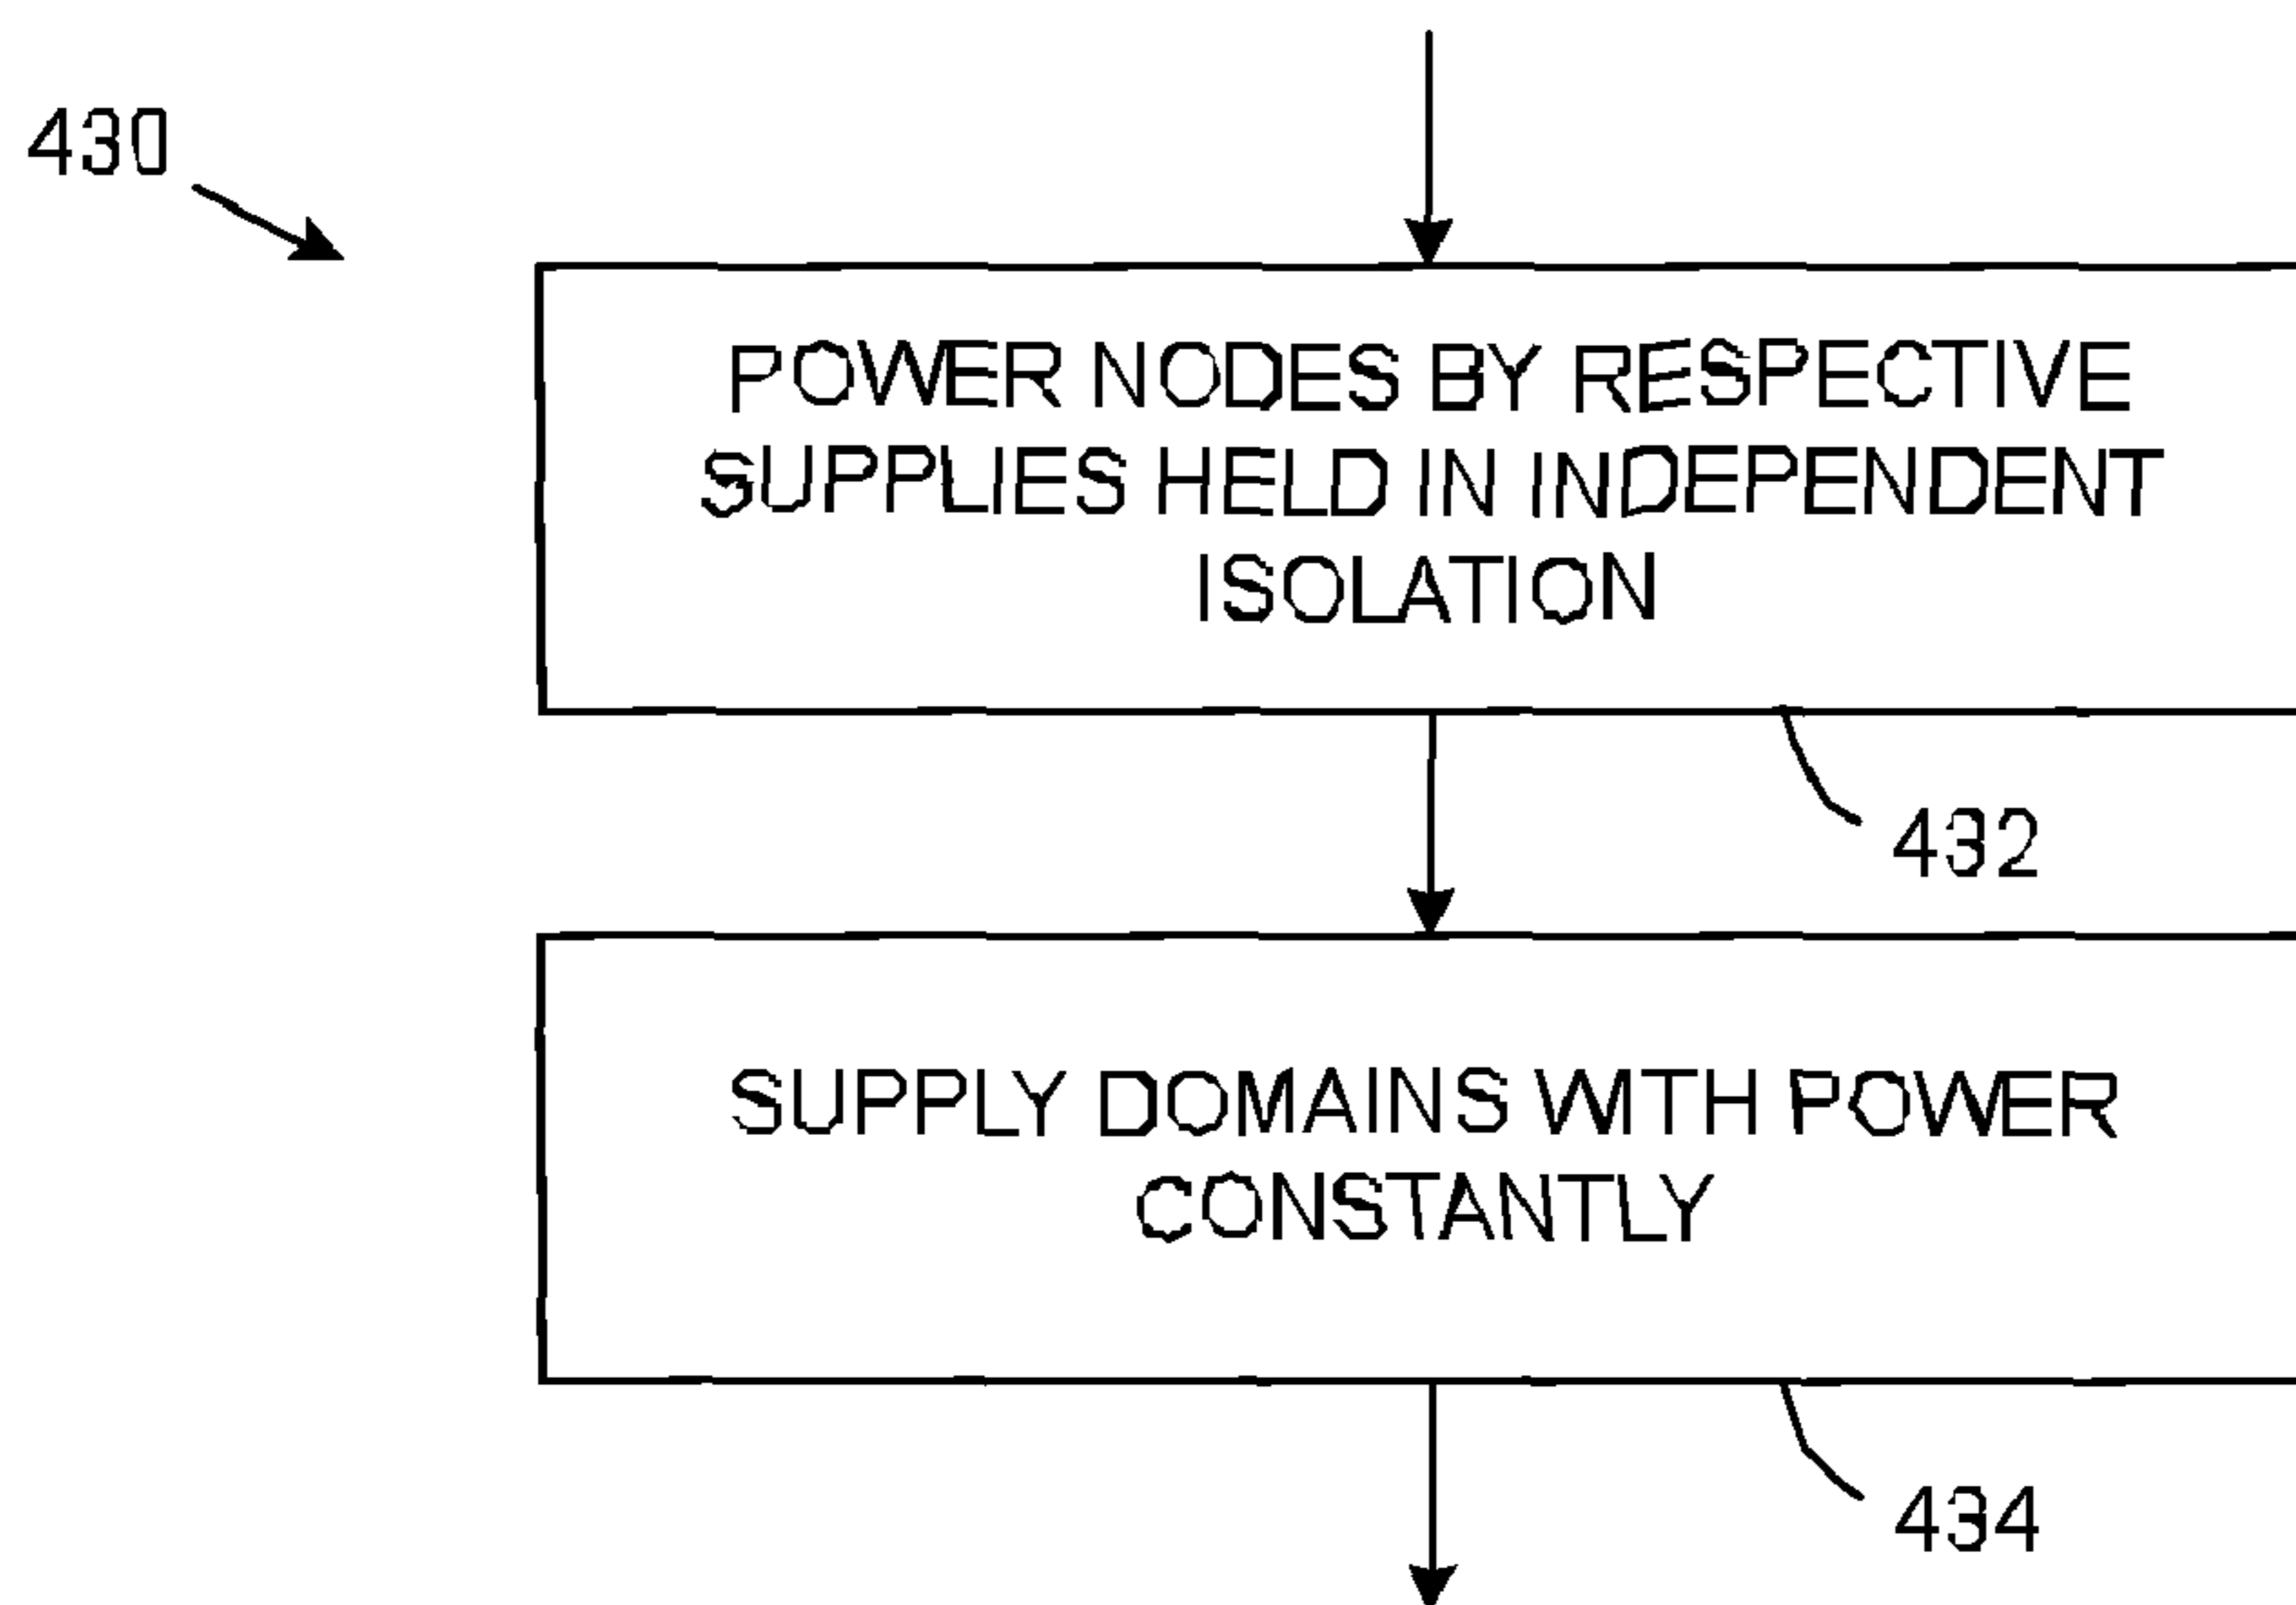 430
POWER NODES BY RESPECTIVE
SUPPLIES HELD IN INDEPENDENT
ISOLATION
432
SUPPLY DOMAINS WITH POWER
CONSTANTLY
434